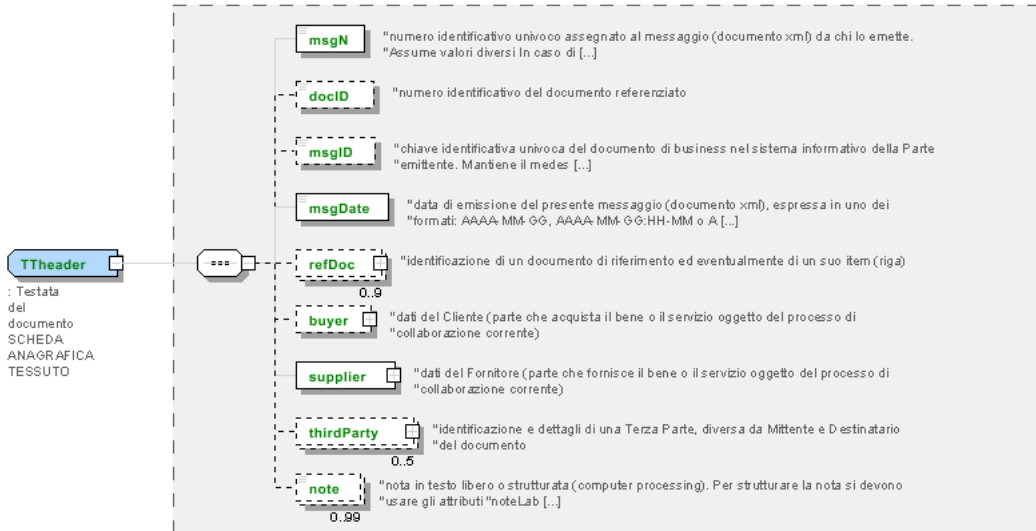 msgN
"numero identificativo univoco assegnato al messaggio (documento xml) da chi lo emette.
"Assume valori diversi In caso di [...]
docID
"numero identificativo del documento referenziato
msgID
"chiave identificativa univoca del documento di business nel sistema informativo della Parte
"emittente. Mantiene il medes [...]
msgDate
"data di emissione del presente messaggio (documento xml), espressa in uno dei
"formati: AAAA-MM-GG, AAAA-MM-GG:HH-MM o A [...]
TTheader
: Testata
del
documento
SCHEDA
ANAGRAFICA
TESSUTO
refDoc
"identificazione di un documento di riferimento ed eventualmente di un suo item (riga)
0..9
buyer
"dati del Cliente (parte che acquista il bene o il servizio oggetto del processo di
"collaborazione corrente)
supplier
"dati del Fornitore (parte che fornisce il bene o il servizio oggetto del processo di
"collaborazione corrente)
thirdParty
"identificazione e dettagli di una Terza Parte, diversa da Mittente e Destinatario
"del documento
0..5
note
"nota in testo libero o strutturata (computer processing). Per strutturare la nota si devono
"usare gli attributi "noteLab [...]
0..99